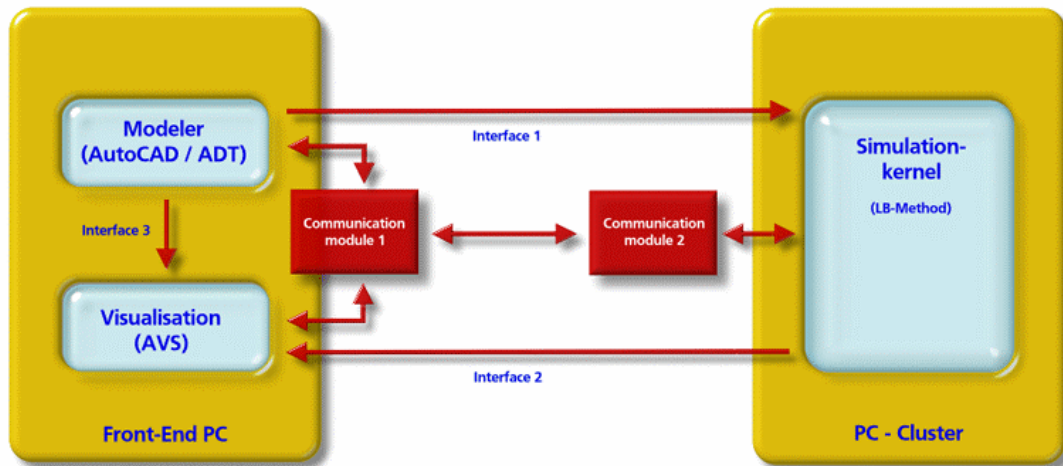 Modeler
(AutoCAD / ADT)
Interface 1
Simulation-
kernel
(LB-Method)
Communication
module 1
Communication
module 2
Interface 3
Visualisation
(AVS)
Interface 2
Front-End PC
PC - Cluster